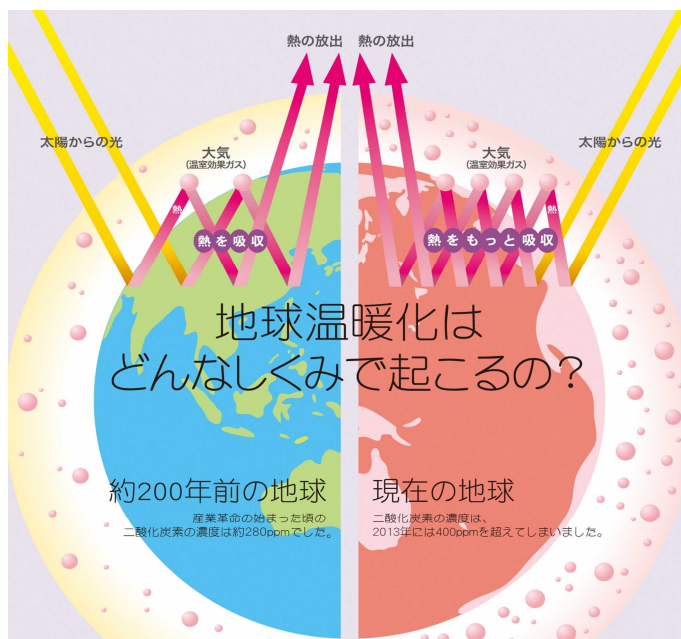 熱の放出
熱の放出
太陽からの光
大気
(温室効果ガス)
大気
(温室効果ガス)
太陽からの光
熱
熱
熱を吸収
熱をもっと吸収
地球温暖化は
どんなしくみで起こるの?
約200年前の地球
産業革命の始まった頃の
二酸化炭素の濃度は約280ppmでした。
現在の地球
二酸化炭素の濃度は、
2013年には400ppmを超えてしまいました。